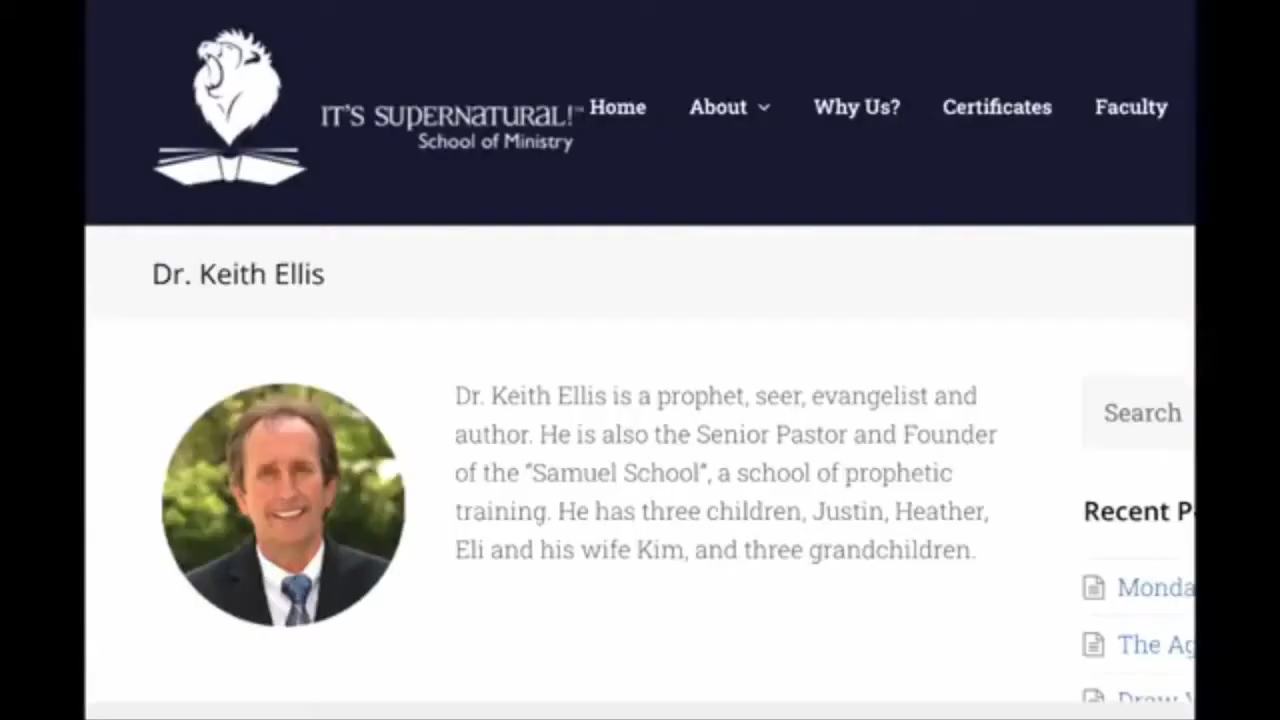 IT'S SUPERNATURAL!™
School of Ministry
Home About Why Us? Certificates Faculty
Dr. Keith Ellis
Dr. Keith Ellis is a prophet, seer, evangelist and
author. He is also the Senior Pastor and Founder
of the "Samuel School", a school of prophetic
training. He has three children, Justin, Heather,
Eli and his wife Kim, and three grandchildren.
Search
Recent
The